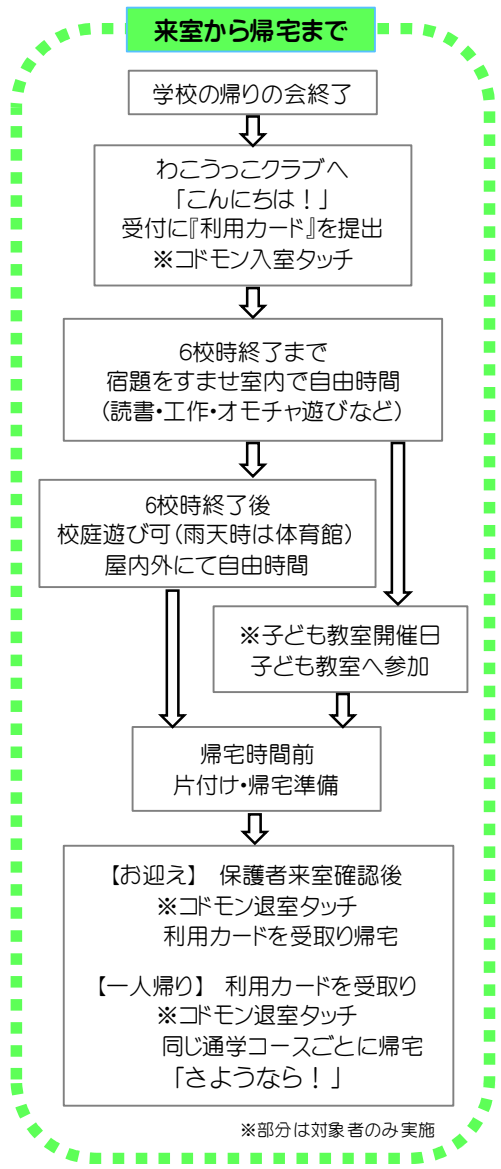 来室から帰宅まで
学校の帰りの会終了
わこうっこクラブへ
「こんにちは！」
受付に『利用カード』を提出
※コドモン入室タッチ
6校時終了まで
宿題をすませ室内で自由時間
（読書・工作・オモチャ遊びなど）
6校時終了後
校庭遊び可（雨天時は体育館）
屋内外にて自由時間
※子ども教室開催日
子ども教室へ参加
帰宅時間前
片付け・帰宅準備
【お迎え】 保護者来室確認後
※コドモン退室タッチ
利用カードを受取り帰宅
【一人帰り】 利用カードを受取り
※コドモン退室タッチ
同じ通学コースごとに帰宅
「さようなら！」
※部分は対象者のみ実施